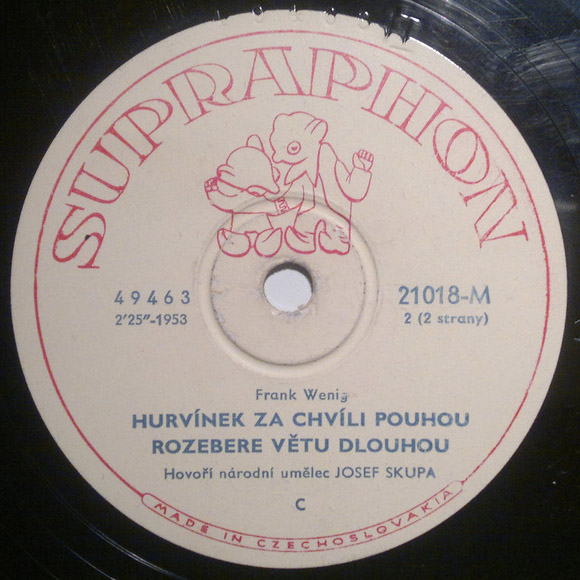 SUPRAPHON
49463
2'25"-1953
21018-M
2 (2 strany)
Frank Wenig
HURVÍNEK ZA CHVÍLI POUHOU
ROZEBERE VĚTU DLOUHOU
Hovoří národní umělec JOSEF SKUPA
C
MADE IN CZECHOSLOVAKIA